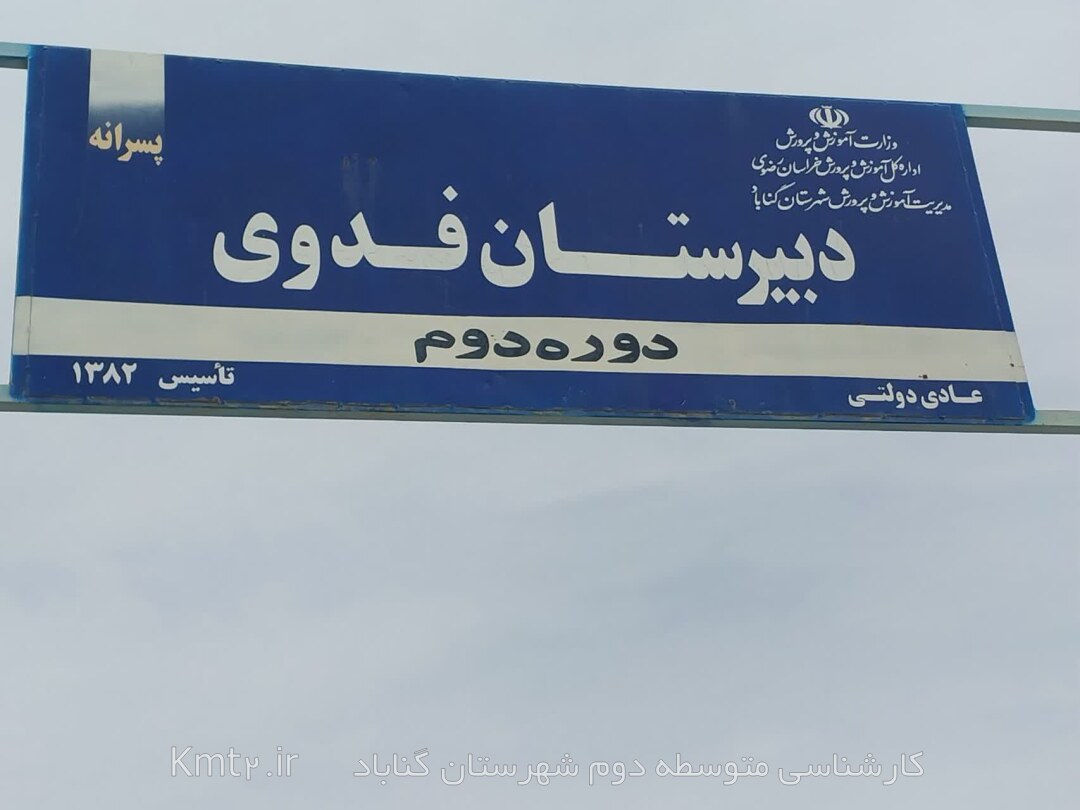 وزارت آموزش و پرورش
اداره کل آموزش و پرورش خراسان رضوی
مدیریت آموزش و پرورش شهرستان گناباد
پسرانه
دبیرستان فدوی
دوره دوم
عادی دولتی
تأسیس ۱۳۸۲
کارشناسی متوسطه دوم شهرستان گناباد Kmt۲.ir